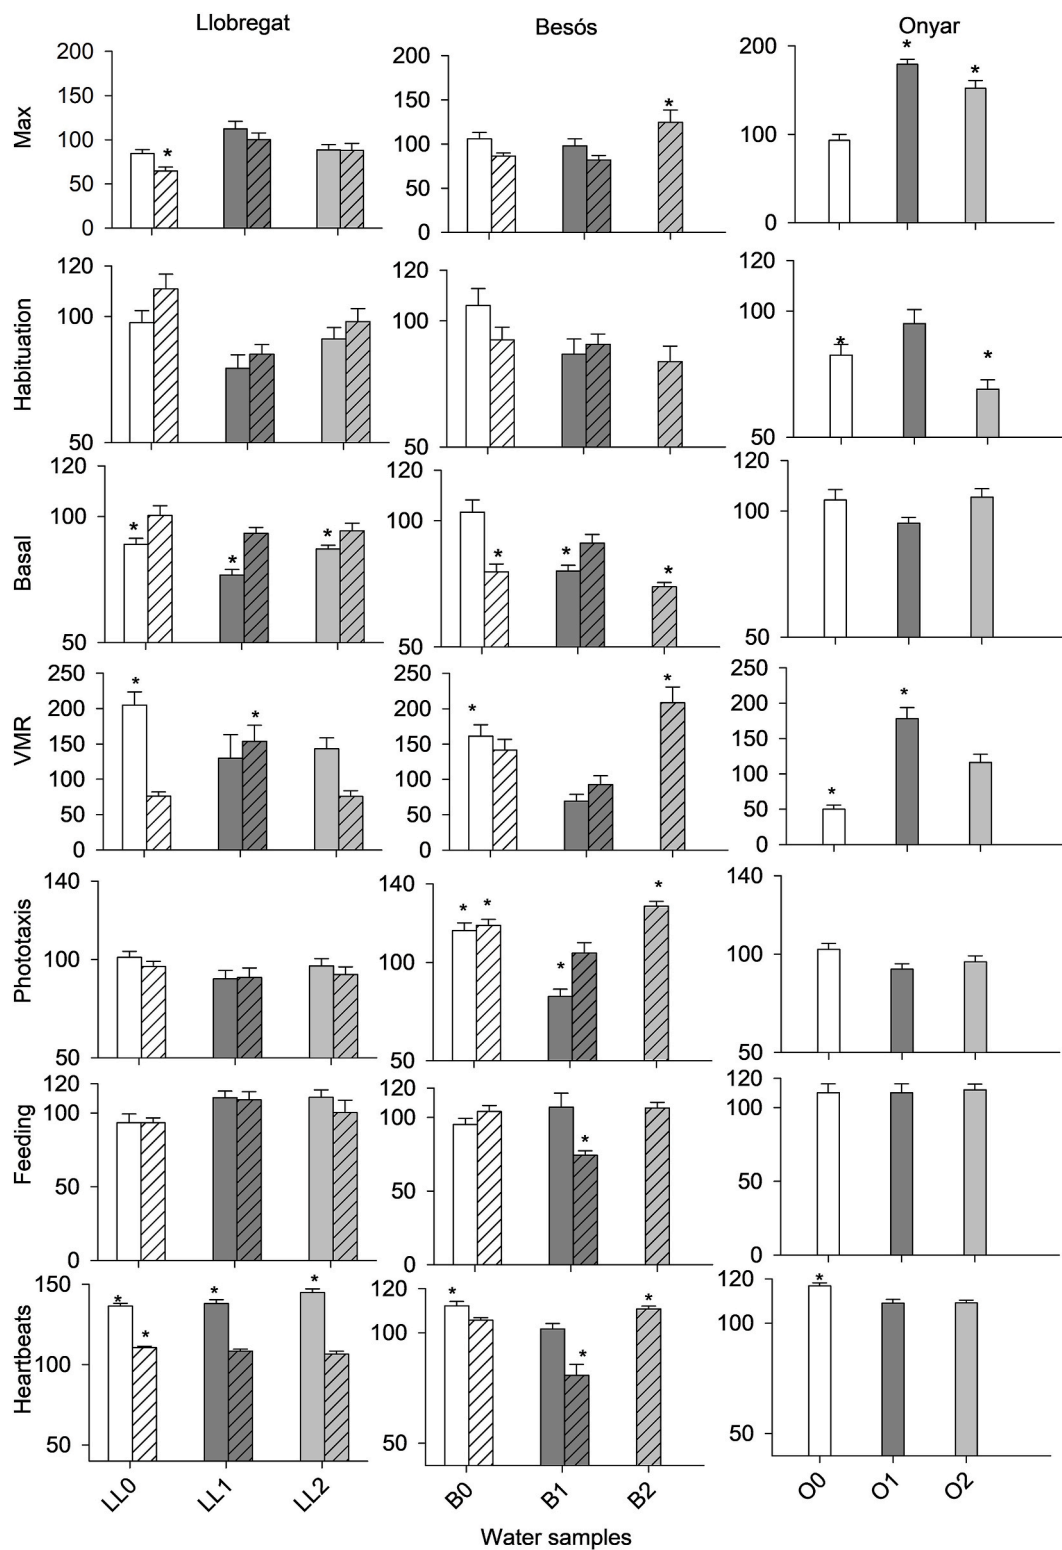 Llobregat Besós Onyar
Max
200 150 100 50 0
200 150 100 50 0
200 100 0
* * * *
Habituation
120 100 50
120 100 50
120 100 50
* *
Basal
120 100 50
120 100 50
120 100 50
* * * * * *
VMR
250 200 150 100 50 0
250 200 150 100 50 0
250 200 150 100 50 0
* * * * * *
Phototaxis
140 100 50
140 100 50
140 100 50
* * * *
Feeding
120 100 50 0
120 100 50 0
120 100 50 0
*
Heartbeats
150 100 50
120 100 50
120 100 50
* * * * * * * *
LL0 LL1 LL2 B0 B1 B2 O0 O1 O2
Water samples